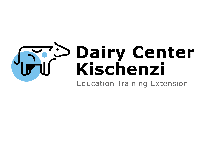 Dairy Center
Kischenzi
Education Training Extension